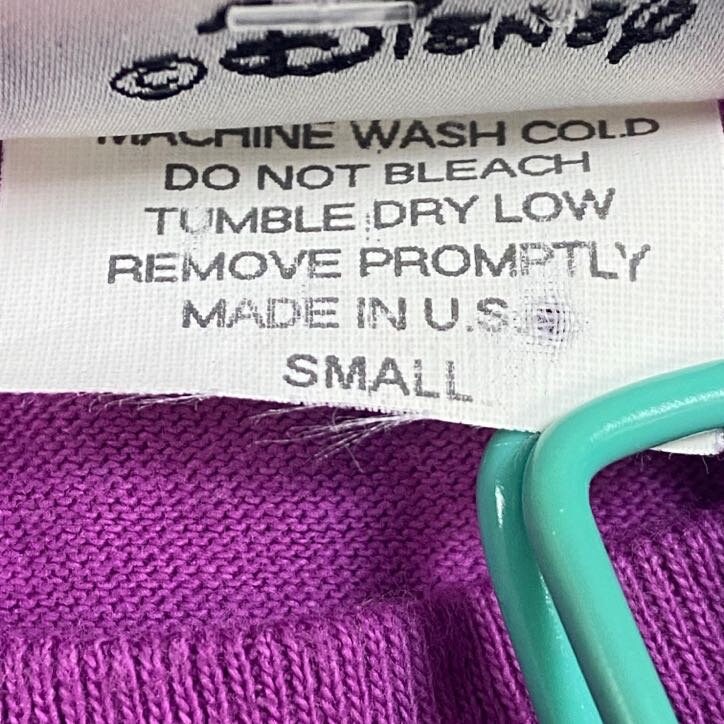 © Disney
MACHINE WASH COLD
DO NOT BLEACH
TUMBLE DRY LOW
REMOVE PROMPTLY
MADE IN U.S.
SMALL